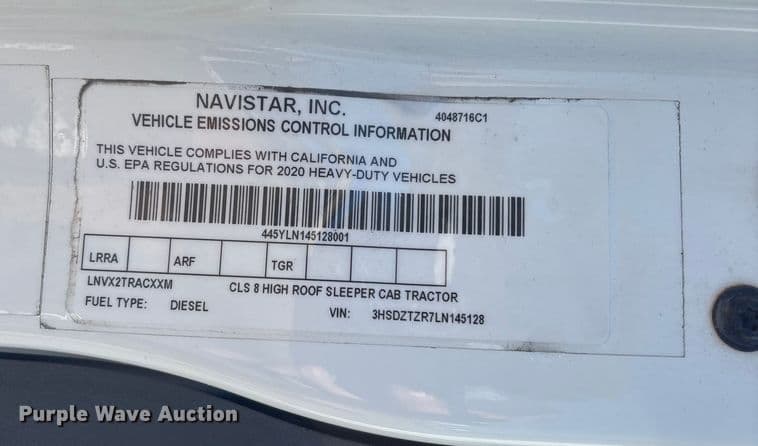 NAVISTAR, INC.
4048716C1
VEHICLE EMISSIONS CONTROL INFORMATION
THIS VEHICLE COMPLIES WITH CALIFORNIA AND
U.S. EPA REGULATIONS FOR 2020 HEAVY-DUTY VEHICLES
445YLN145128001
LRRA ARF TGR
LNVX2TRACXXM CLS 8 HIGH ROOF SLEEPER CAB TRACTOR
FUEL TYPE: DIESEL VIN: 3HSDZTZR7LN145128
Purple Wave Auction